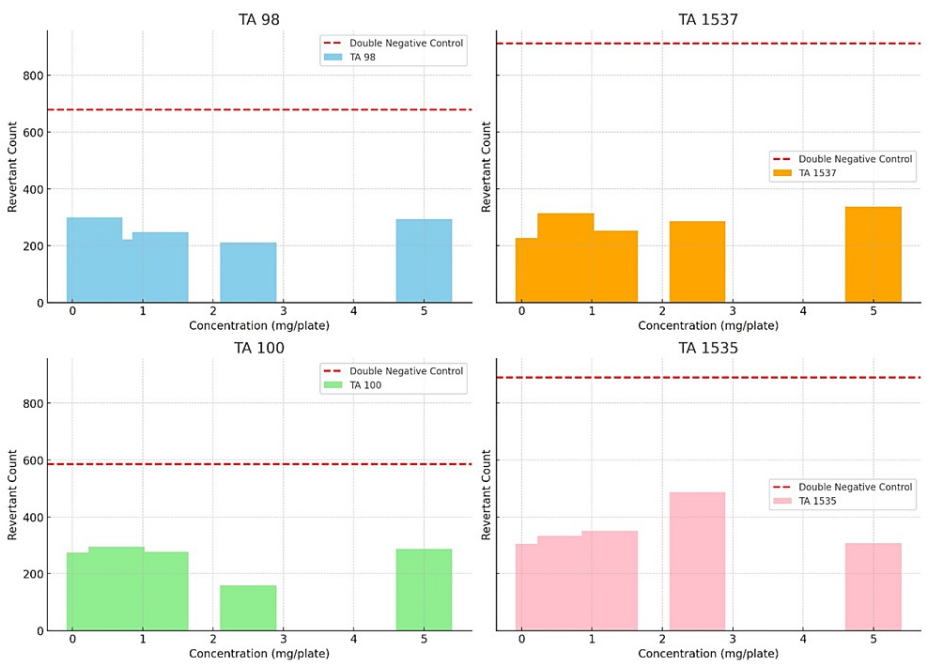 TA 98
Double Negative Control
TA 98
Revertant Count
800
600
400
200
0
0 1 2 3 4 5
Concentration (mg/plate)
TA 1537
Double Negative Control
TA 1537
Revertant Count
0 1 2 3 4 5
Concentration (mg/plate)
TA 100
Double Negative Control
TA 100
Revertant Count
800
600
400
200
0
0 1 2 3 4 5
Concentration (mg/plate)
TA 1535
Double Negative Control
TA 1535
Revertant Count
0 1 2 3 4 5
Concentration (mg/plate)